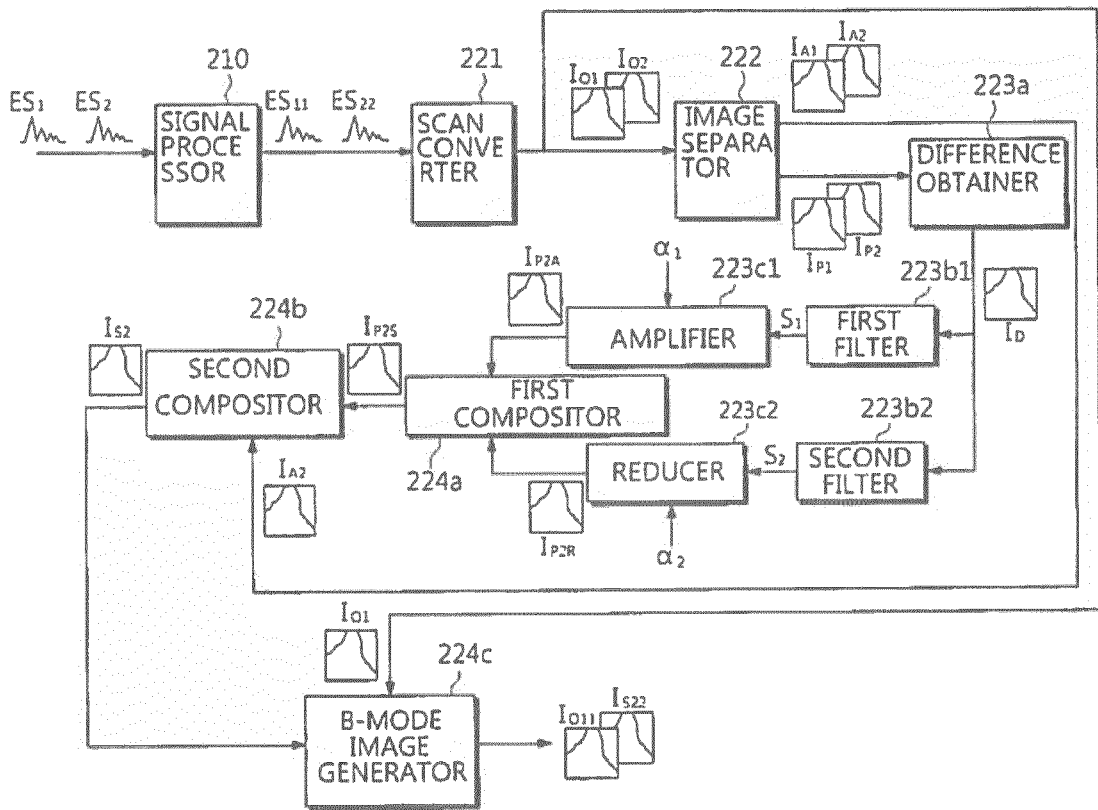 210
221
222
223a
ES1
ES2
ES11
ES22
IO1
IO2
IA1
IA2
SIGNAL
PROCE
SSOR
SCAN
CONVE
RTER
IMAGE
SEPARA
TOR
DIFFERENCE
OBTAINER
IP1
IP2
ID
IP2A
α1
223c1
223b1
AMPLIFIER
S1
FIRST
FILTER
224b
IS2
IP2S
SECOND
COMPOSITOR
FIRST
COMPOSITOR
224a
223c2
223b2
REDUCER
S2
SECOND
FILTER
IA2
IP2R
α2
IO1
224c
B-MODE
IMAGE
GENERATOR
IO11
IS22